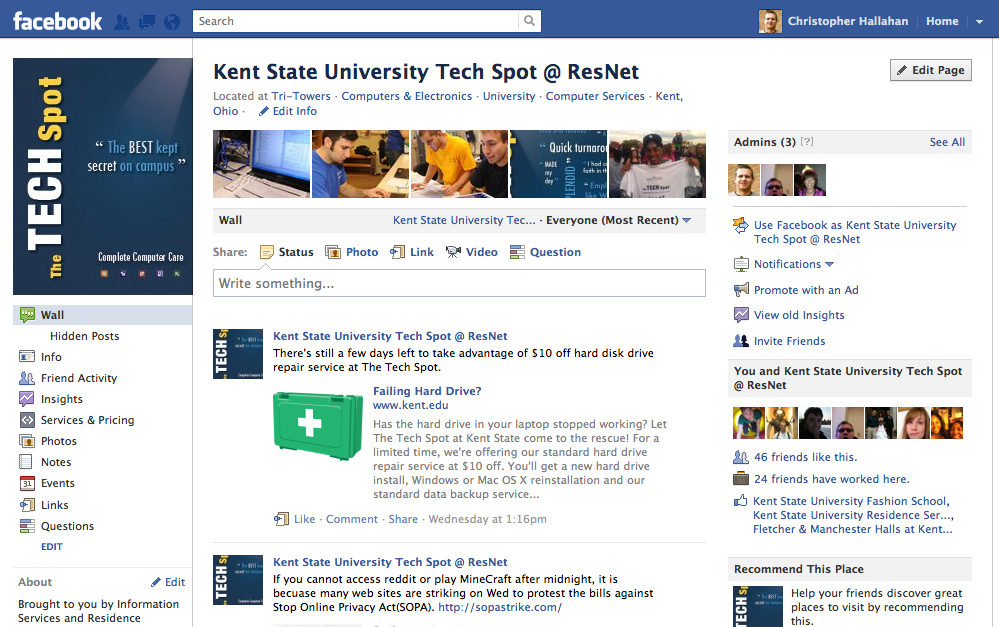 facebook
Search
Christopher Hallahan
Home
The TECH Spot
“ The BEST kept
secret on campus ”
Complete Computer Care
Kent State University Tech Spot @ ResNet
Edit Page
Located at Tri-Towers · Computers & Electronics · University · Computer Services · Kent,
Ohio · Edit Info
“ Quick turnarou
MADE
my
DAY
SPLENDID
Wall
Kent State University Tec... · Everyone (Most Recent)
Share: Status Photo Link Video Question
Write something...
Wall
Hidden Posts
Info
Friend Activity
Insights
Services & Pricing
Photos
Notes
31 Events
Links
Questions
EDIT
About
Edit
Brought to you by Information
Services and Residence
TECH Sp
Kent State University Tech Spot @ ResNet
There's still a few days left to take advantage of $10 off hard disk drive
repair service at The Tech Spot.
Failing Hard Drive?
www.kent.edu
Has the hard drive in your laptop stopped working? Let
The Tech Spot at Kent State come to the rescue! For a
limited time, we're offering our standard hard drive
repair service at $10 off. You'll get a new hard drive
install, Windows or Mac OS X reinstallation and our
standard data backup service...
Like · Comment · Share · Wednesday at 1:16pm
TECH Sp
Kent State University Tech Spot @ ResNet
If you cannot access reddit or play MineCraft after midnight, it is
becuase many web sites are striking on Wed to protest the bills against
Stop Online Privacy Act(SOPA). http://sopastrike.com/
Admins (3) [?]
See All
Use Facebook as Kent State University
Tech Spot @ ResNet
Notifications
Promote with an Ad
View old Insights
Invite Friends
You and Kent State University Tech Spot
@ ResNet
46 friends like this.
24 friends have worked here.
Kent State University Fashion School,
Kent State University Residence Ser...,
Fletcher & Manchester Halls at Kent...
Recommend This Place
Help your friends discover great
places to visit by recommending
this.